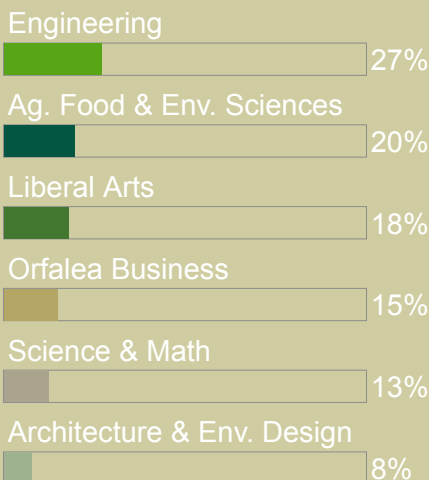 Engineering
27%
Ag. Food & Env. Sciences
20%
Liberal Arts
18%
Orfalea Business
15%
Science & Math
13%
Architecture & Env. Design
8%